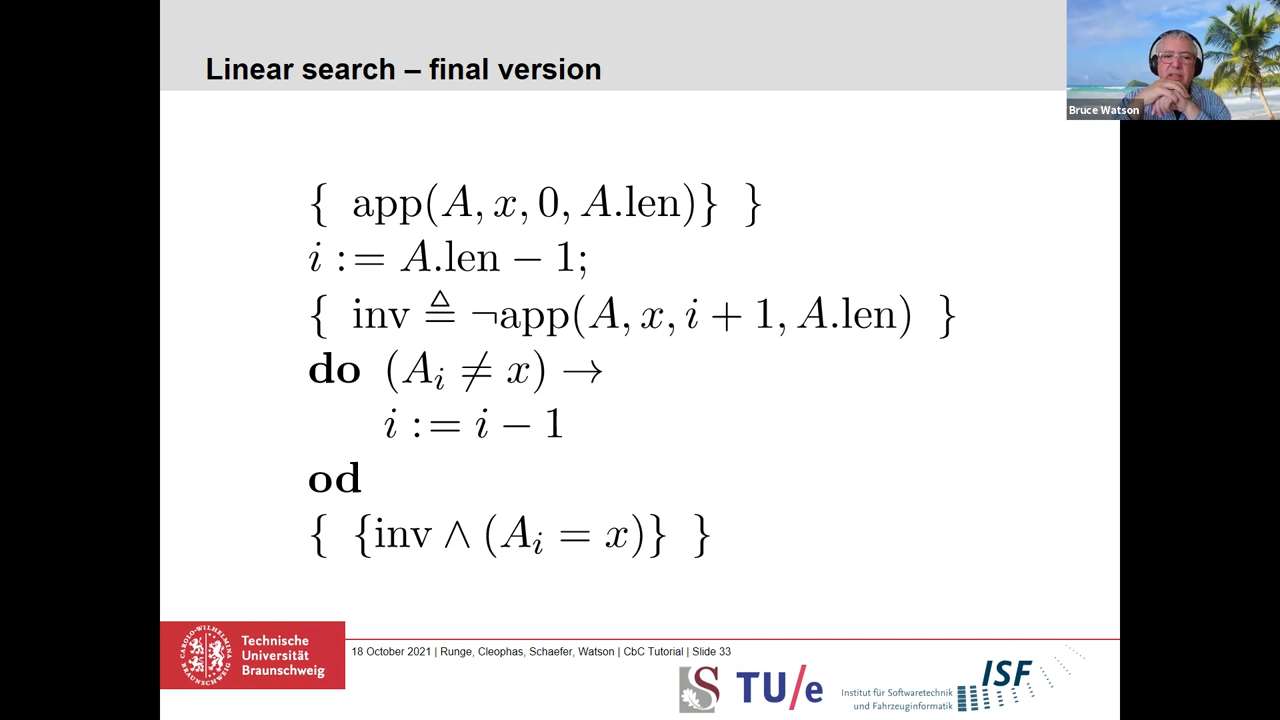 Linear search – final version
Bruce Watson
{ app(A, x, 0, A.len)} }
i := A.len − 1;
{ inv ≜ ¬app(A, x, i + 1, A.len) }
do (Aᵢ ≠ x) →
i := i − 1
od
{ {inv ∧ (Aᵢ = x)} }
Technische
Universität
Braunschweig
18 October 2021 | Runge, Cleophas, Schaefer, Watson | CbC Tutorial | Slide 33
S
TU/e
Institut für Softwaretechnik
und Fahrzeuginformatik
ISF